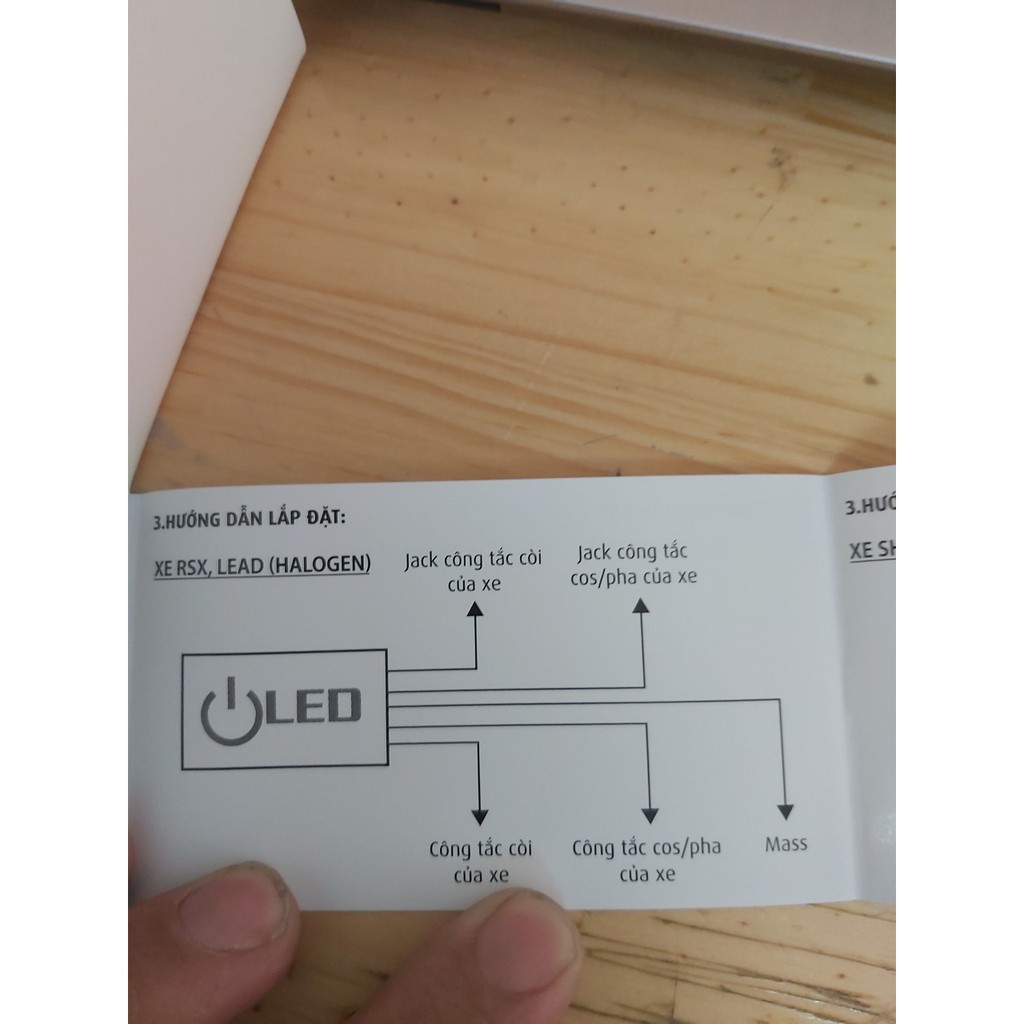 3.HƯỚNG DẪN LẮP ĐẶT:
XE RSX, LEAD (HALOGEN)
Jack công tắc còi
của xe
Jack công tắc
cos/pha của xe
LED
Công tắc còi
của xe
Công tắc cos/pha
của xe
Mass
3.HƯỚ
XE SH